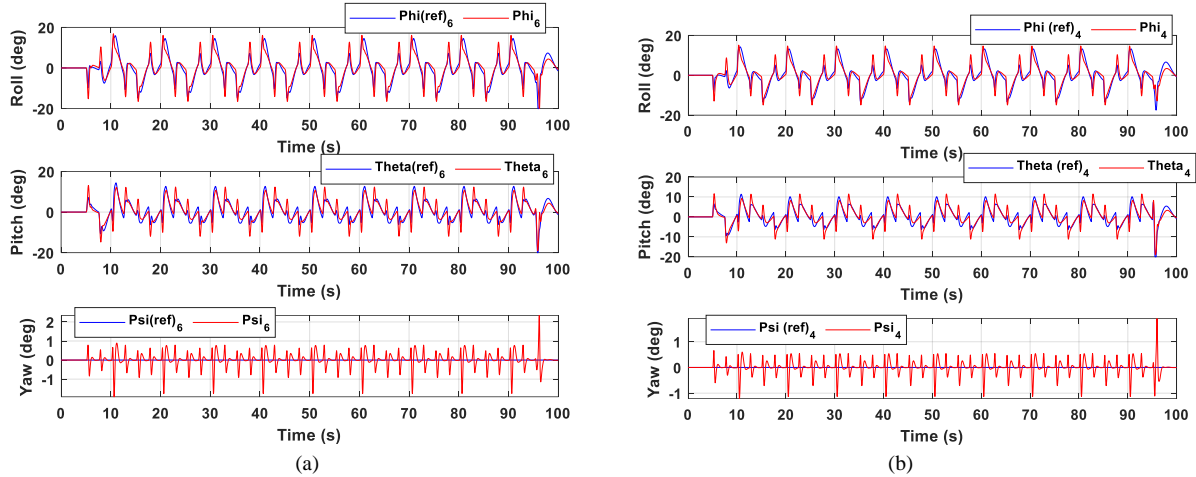 Phi(ref)6 Phi6
20
0
-20
Roll (deg)
0 10 20 30 40 50 60 70 80 90 100
Time (s)
Theta(ref)6 Theta6
20
0
-20
Pitch (deg)
0 10 20 30 40 50 60 70 80 90 100
Time (s)
Psi(ref)6 Psi6
2
1
0
-1
Yaw (deg)
0 10 20 30 40 50 60 70 80 90 100
Time (s)
(a)
Phi (ref)4 Phi4
20
0
-20
Roll (deg)
0 10 20 30 40 50 60 70 80 90 100
Time (s)
Theta (ref)4 Theta4
20
10
0
-10
-20
Pitch (deg)
0 10 20 30 40 50 60 70 80 90 100
Time (s)
Psi (ref)4 Psi4
1
0
-1
Yaw (deg)
0 10 20 30 40 50 60 70 80 90 100
Time (s)
(b)